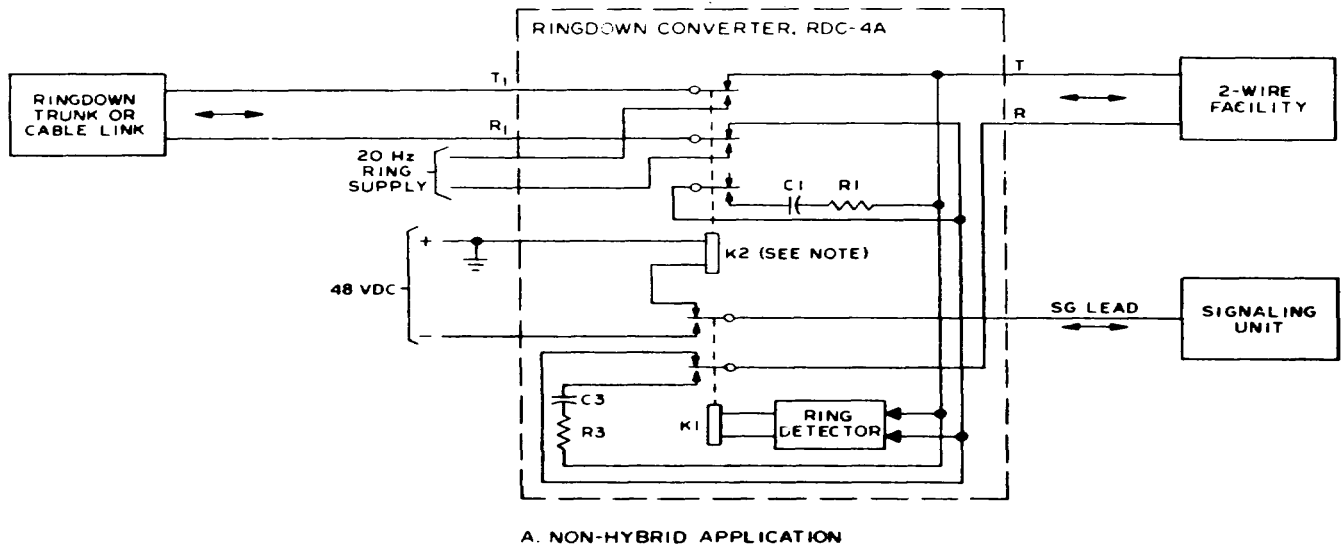 RINGDOWN CONVERTER, RDC-4A
RINGDOWN
TRUNK OR
CABLE LINK
T1
R1
20 Hz
RING
SUPPLY
T
R
2-WIRE
FACILITY
C1
R1
+
K2 (SEE NOTE)
48 VDC
−
SG LEAD
SIGNALING
UNIT
C3
R3
K1
RING
DETECTOR
A. NON-HYBRID APPLICATION